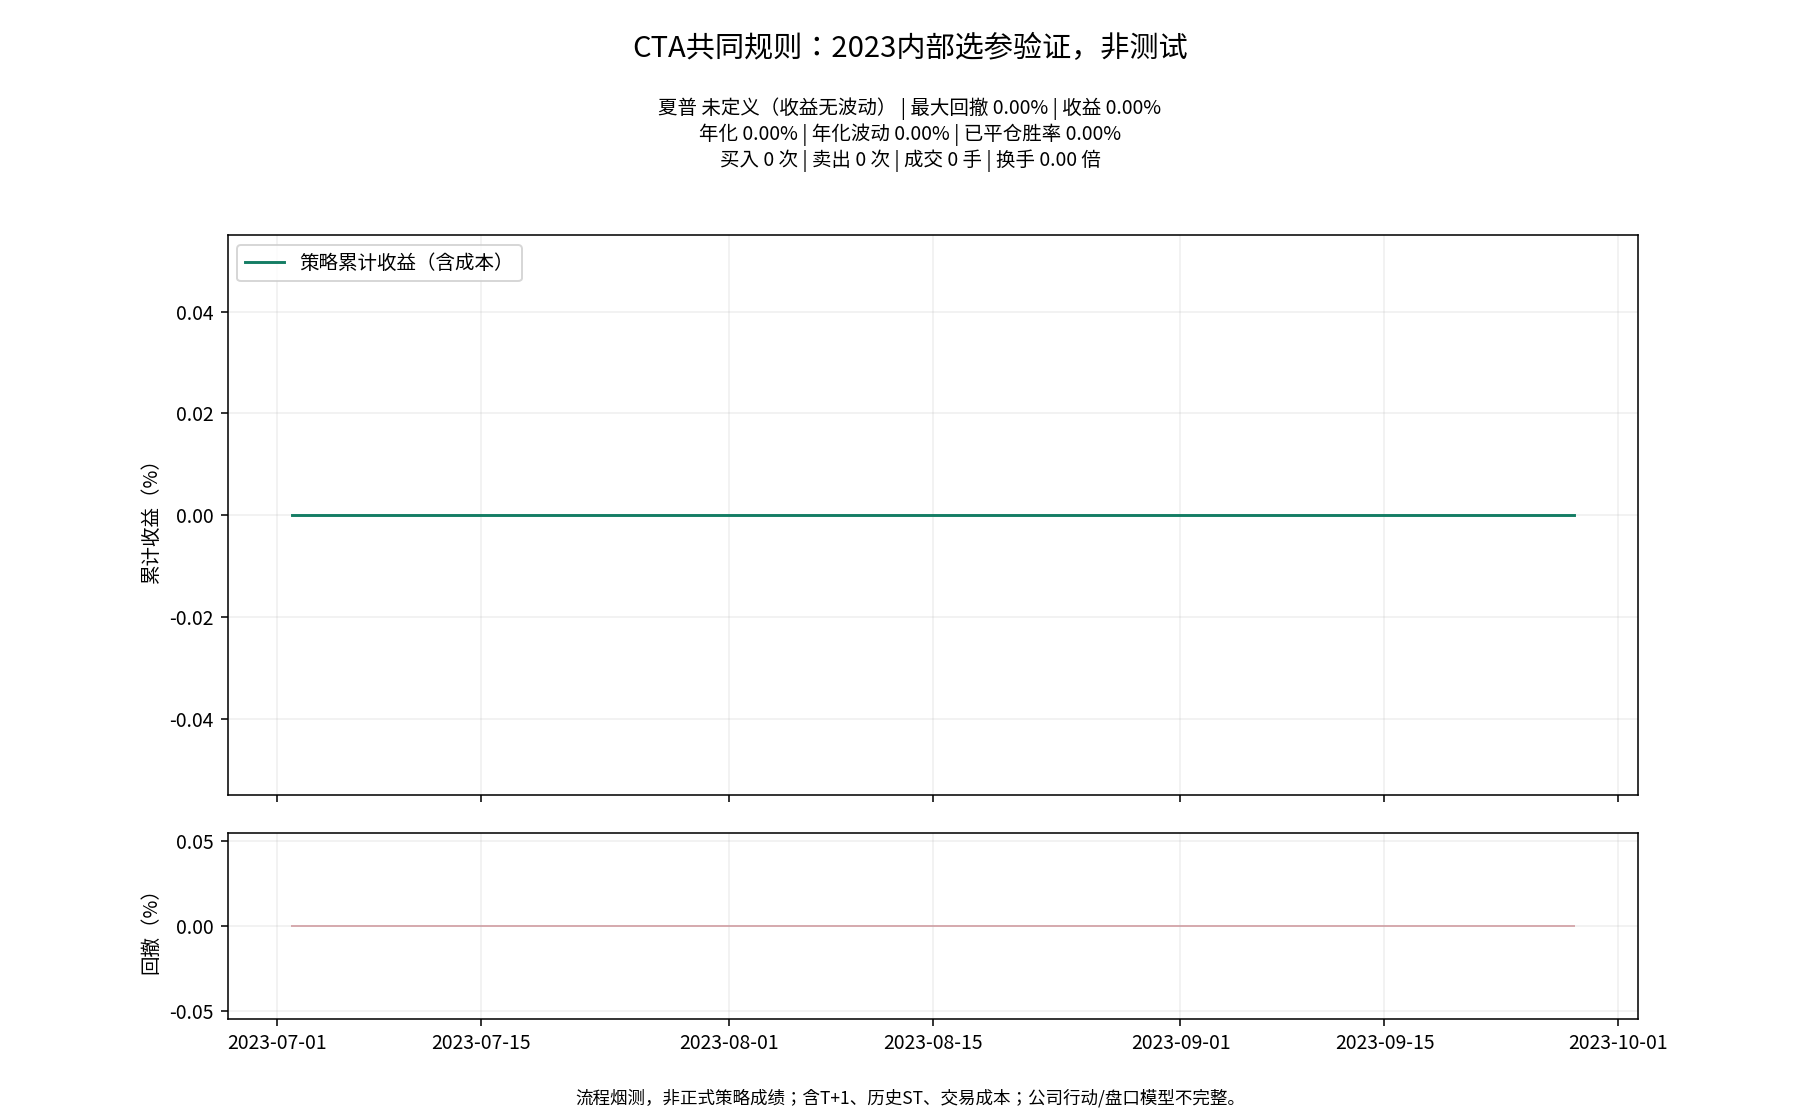 CTA共同规则：2023内部选参验证，非测试
夏普 未定义（收益无波动） | 最大回撤 0.00% | 收益 0.00%
年化 0.00% | 年化波动 0.00% | 已平仓胜率 0.00%
买入 0 次 | 卖出 0 次 | 成交 0 手 | 换手 0.00 倍
策略累计收益（含成本）
0.04
0.02
0.00
-0.02
-0.04
累计收益（%）
0.05
0.00
-0.05
回撤（%）
2023-07-01 2023-07-15 2023-08-01 2023-08-15 2023-09-01 2023-09-15 2023-10-01
流程烟测，非正式策略成绩；含T+1、历史ST、交易成本；公司行动/盘口模型不完整。